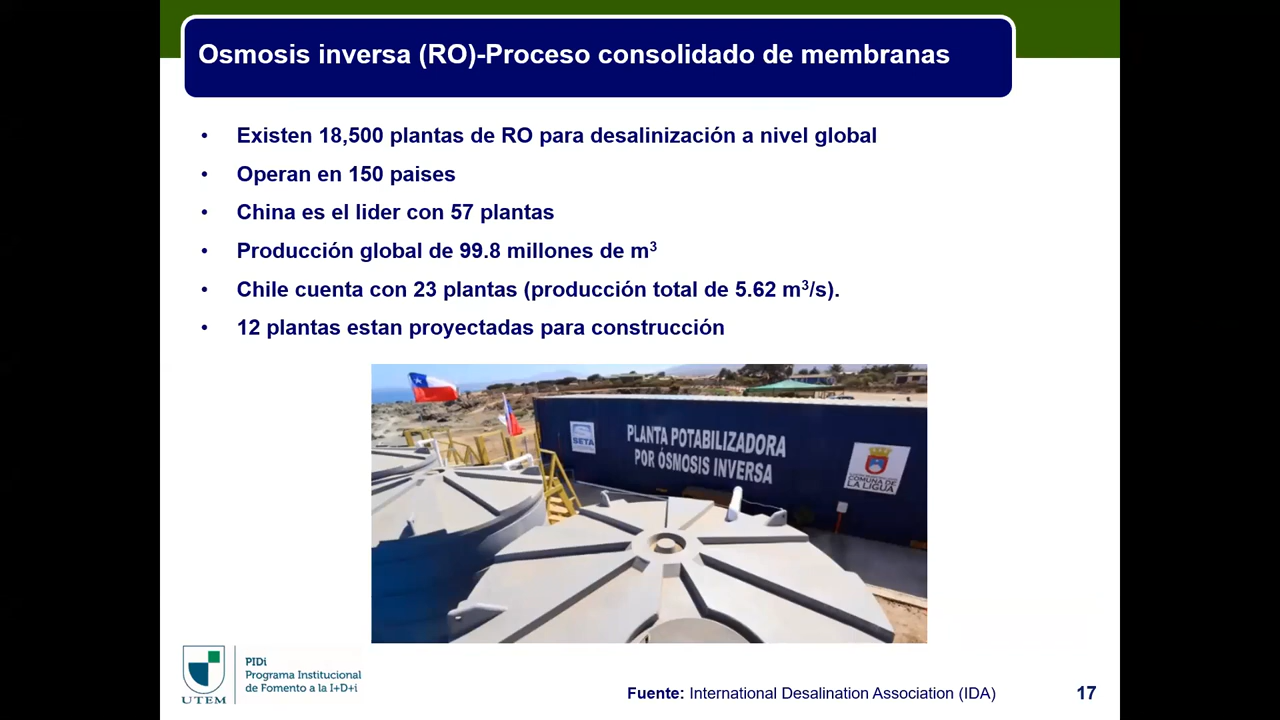 Osmosis inversa (RO)-Proceso consolidado de membranas
• Existen 18,500 plantas de RO para desalinización a nivel global
• Operan en 150 paises
• China es el lider con 57 plantas
• Producción global de 99.8 millones de m³
• Chile cuenta con 23 plantas (producción total de 5.62 m³/s).
• 12 plantas estan proyectadas para construcción
SETA
PLANTA POTABILIZADORA
POR ÓSMOSIS INVERSA
COMUNA DE
LA LIGUA
UTEM
PIDi
Programa Institucional
de Fomento a la I+D+i
Fuente: International Desalination Association (IDA)
17